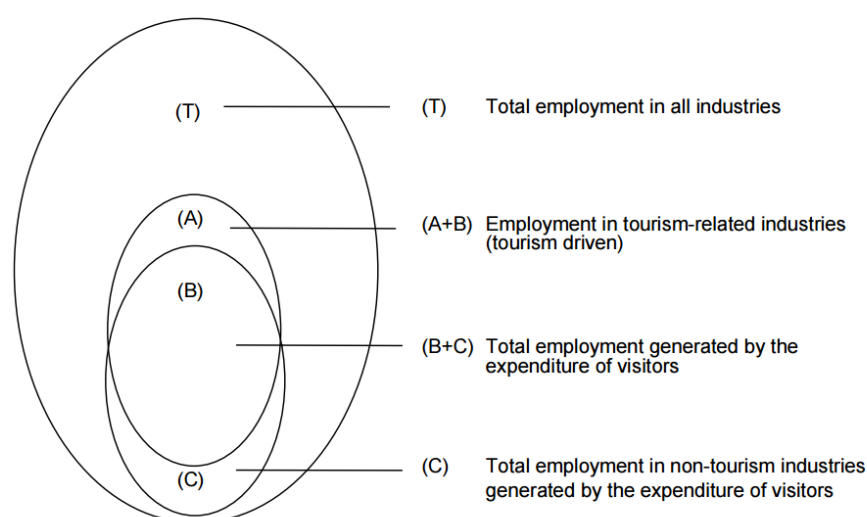 (T)
(T) Total employment in all industries
(A)
(A+B) Employment in tourism-related industries
(tourism driven)
(B)
(B+C) Total employment generated by the
expenditure of visitors
(C) Total employment in non-tourism industries
(C)
generated by the expenditure of visitors